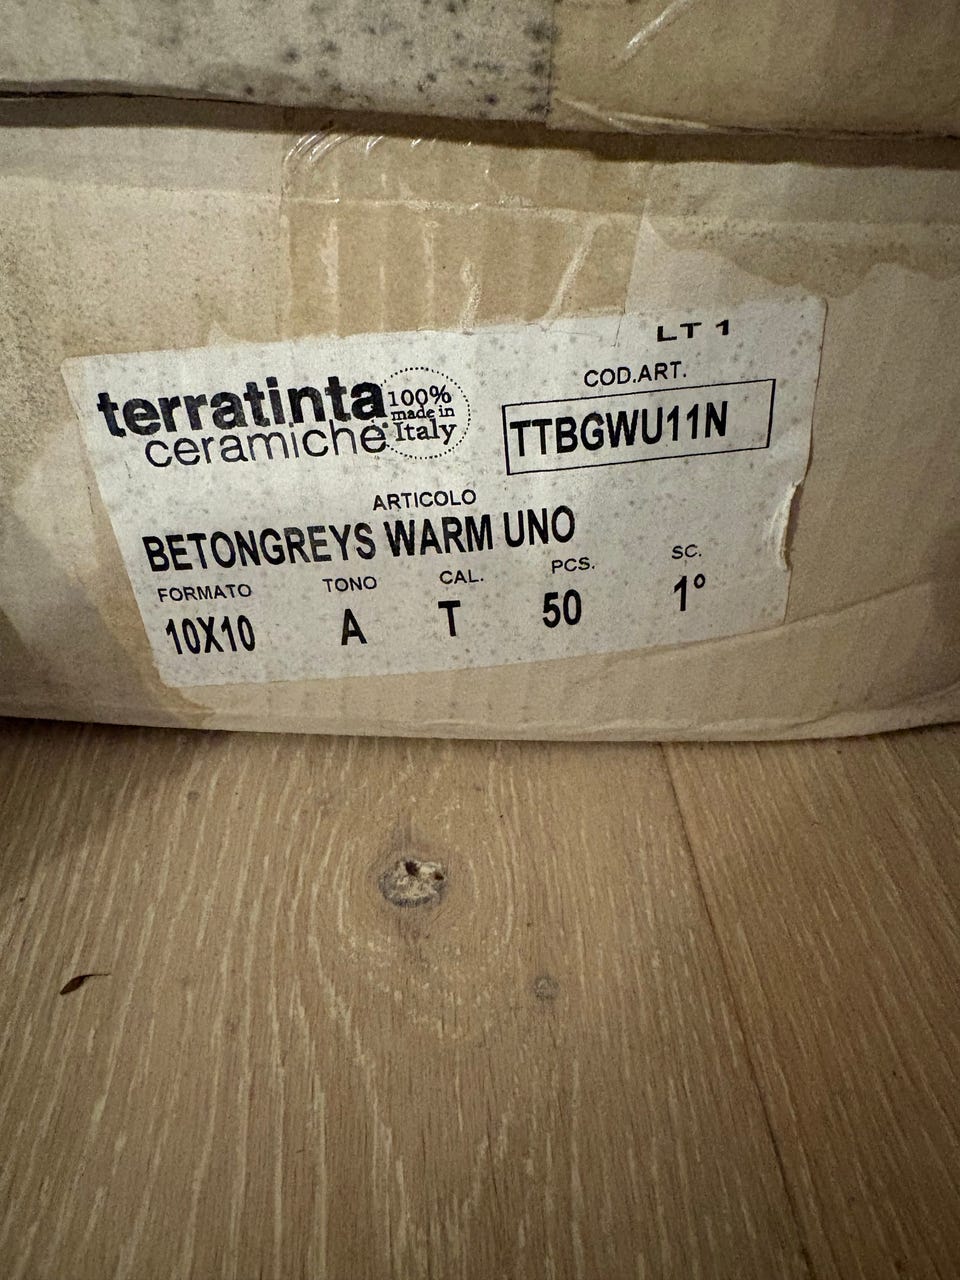 LT 1
terratinta
ceramiche
100%
made in
Italy
COD.ART.
TTBGWU11N
ARTICOLO
BETONGREYS WARM UNO
FORMATO TONO CAL. PCS. SC.
10X10 A T 50 1°